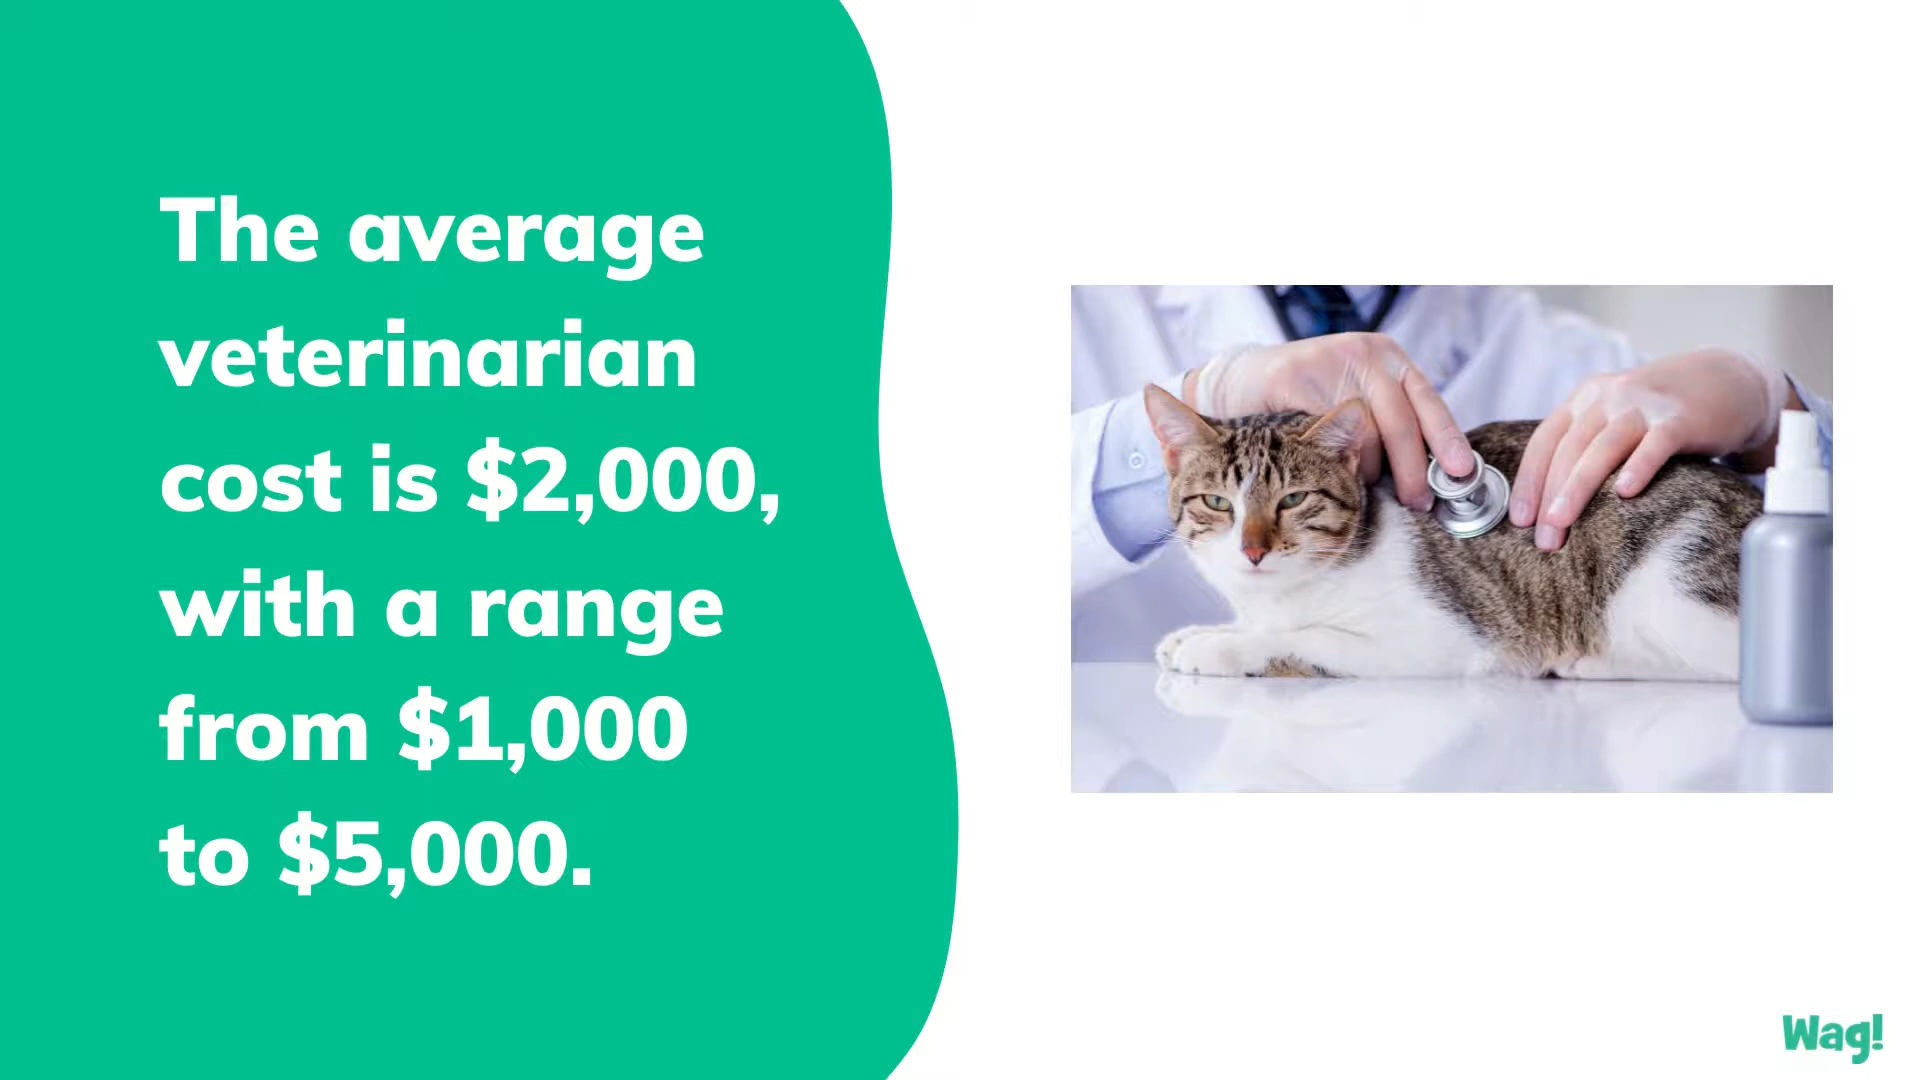 The average
veterinarian
cost is $2,000,
with a range
from $1,000
to $5,000.
Wag!